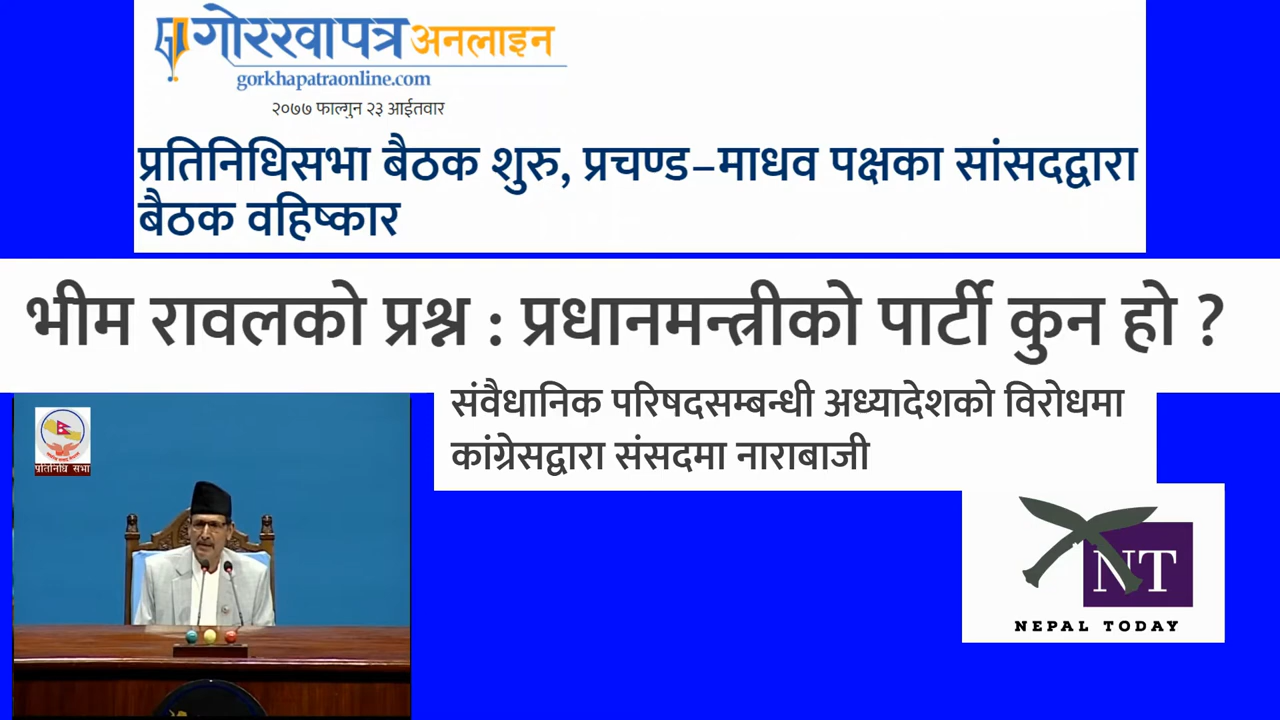 गोरखापत्र अनलाइन
gorkhapatraonline.com
२०७७ फाल्गुन २३ आईतवार
प्रतिनिधिसभा बैठक शुरु, प्रचण्ड–माधव पक्षका सांसदद्वारा
बैठक वहिष्कार
भीम रावलको प्रश्न : प्रधानमन्त्रीको पार्टी कुन हो ?
संवैधानिक परिषदसम्बन्धी अध्यादेशको विरोधमा
कांग्रेसद्वारा संसदमा नाराबाजी
प्रतिनिधि सभा
NT
NEPAL TODAY